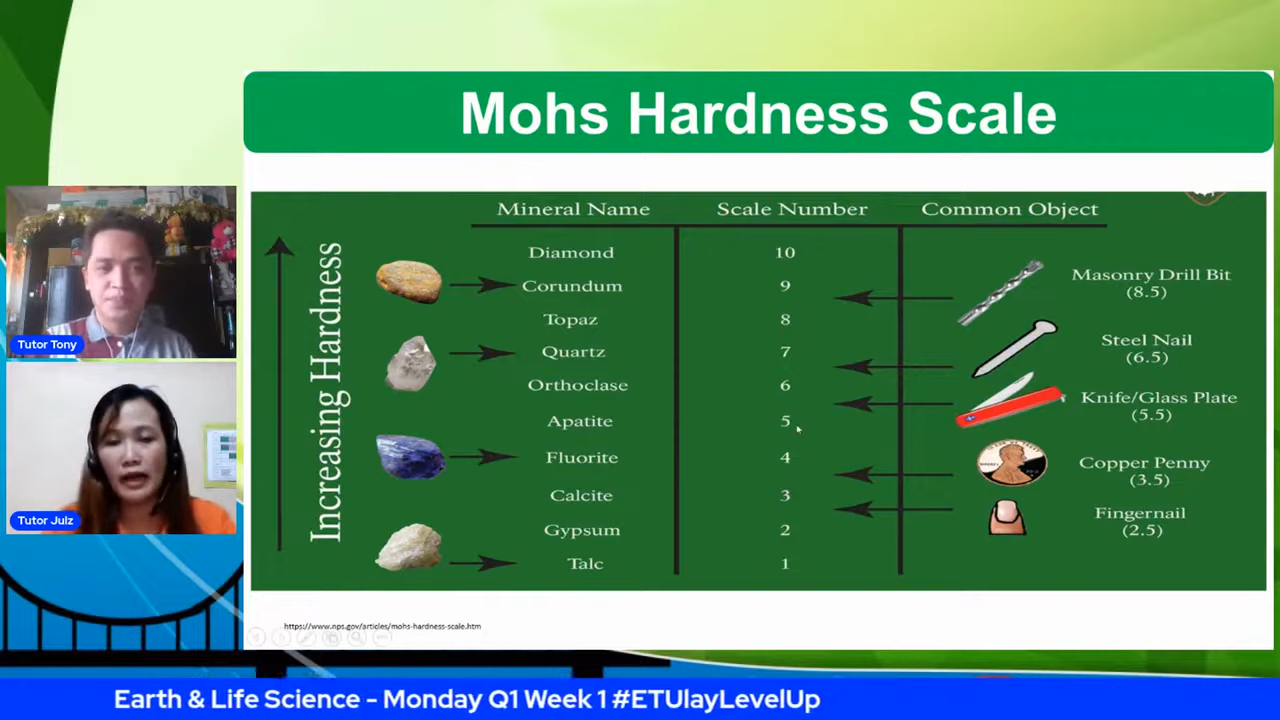 Mohs Hardness Scale
Mineral Name Scale Number Common Object
Increasing Hardness
Diamond 10
Corundum 9
Topaz 8
Quartz 7
Orthoclase 6
Apatite 5
Fluorite 4
Calcite 3
Gypsum 2
Talc 1
Masonry Drill Bit
(8.5)
Steel Nail
(6.5)
Knife/Glass Plate
(5.5)
Copper Penny
(3.5)
Fingernail
(2.5)
Tutor Tony
Tutor Julz
https://www.nps.gov/articles/mohs-hardness-scale.htm
Earth & Life Science - Monday Q1 Week 1 #ETUlayLevelUp